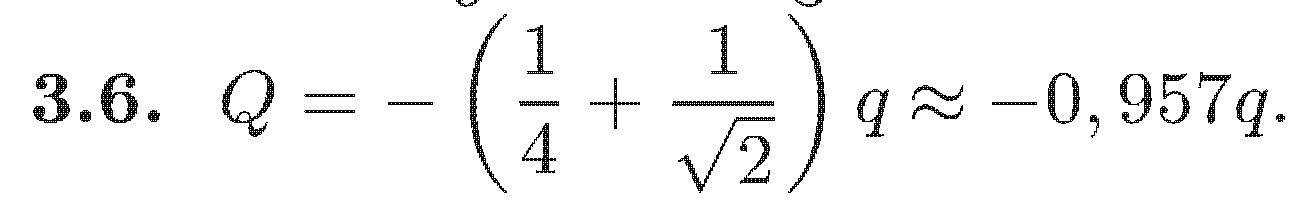 3.6. Q = −(1/4 + 1/√2) q ≈ −0,957q.